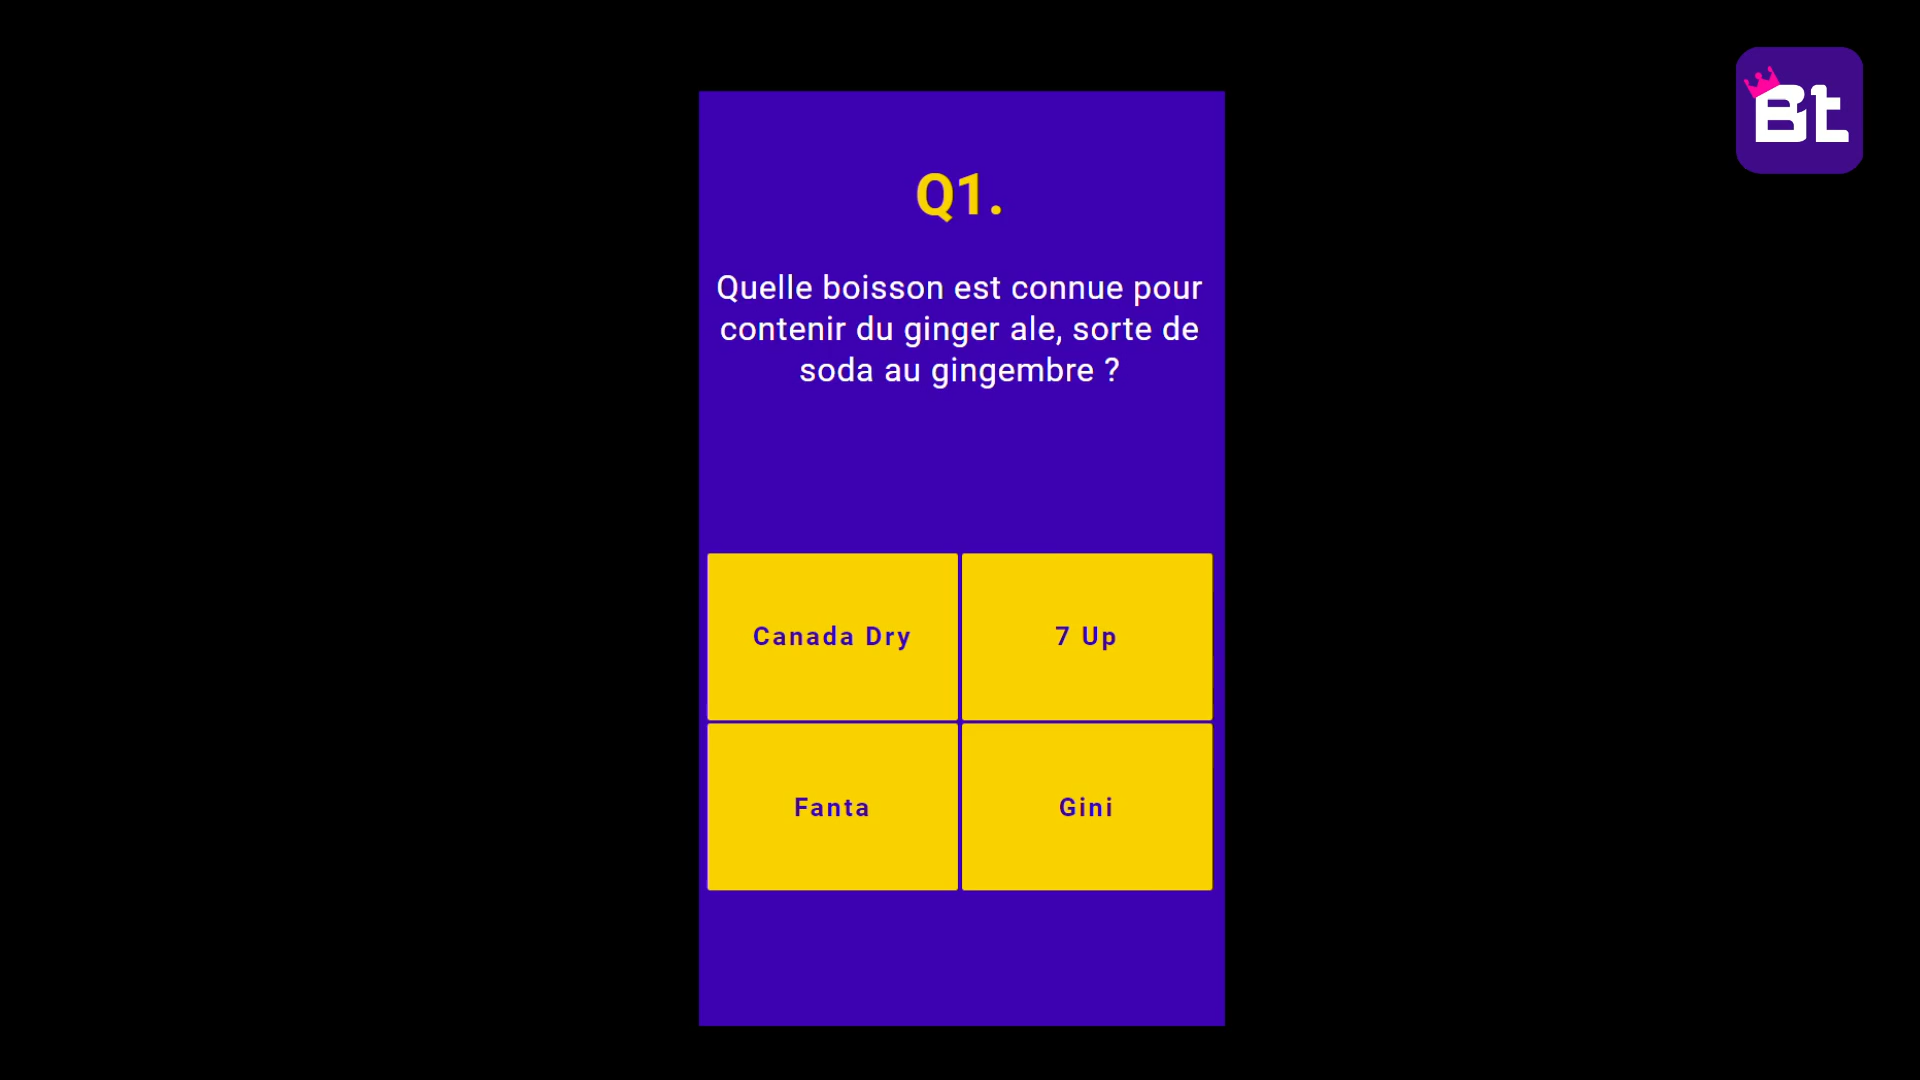 Bt
Q1.
Quelle boisson est connue pour
contenir du ginger ale, sorte de
soda au gingembre ?
Canada Dry
7 Up
Fanta
Gini